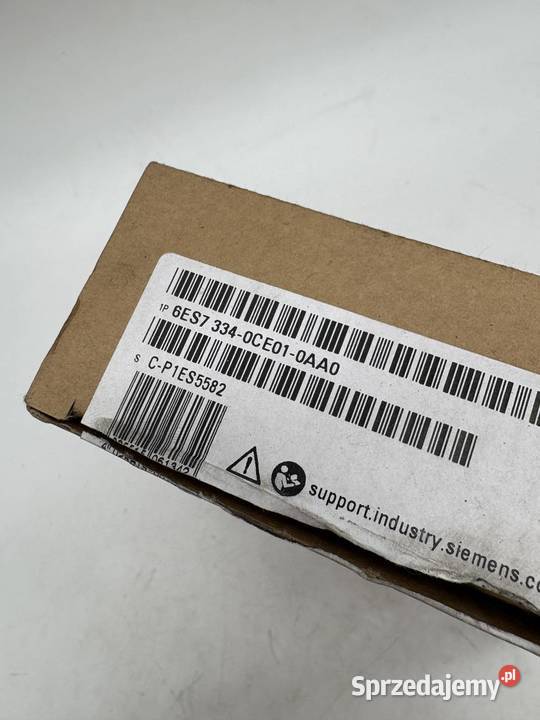 1P 6ES7 334-0CE01-0AA0
S C-P1ES5582
support.industry.siemens.co
Sprzedajemy.pl